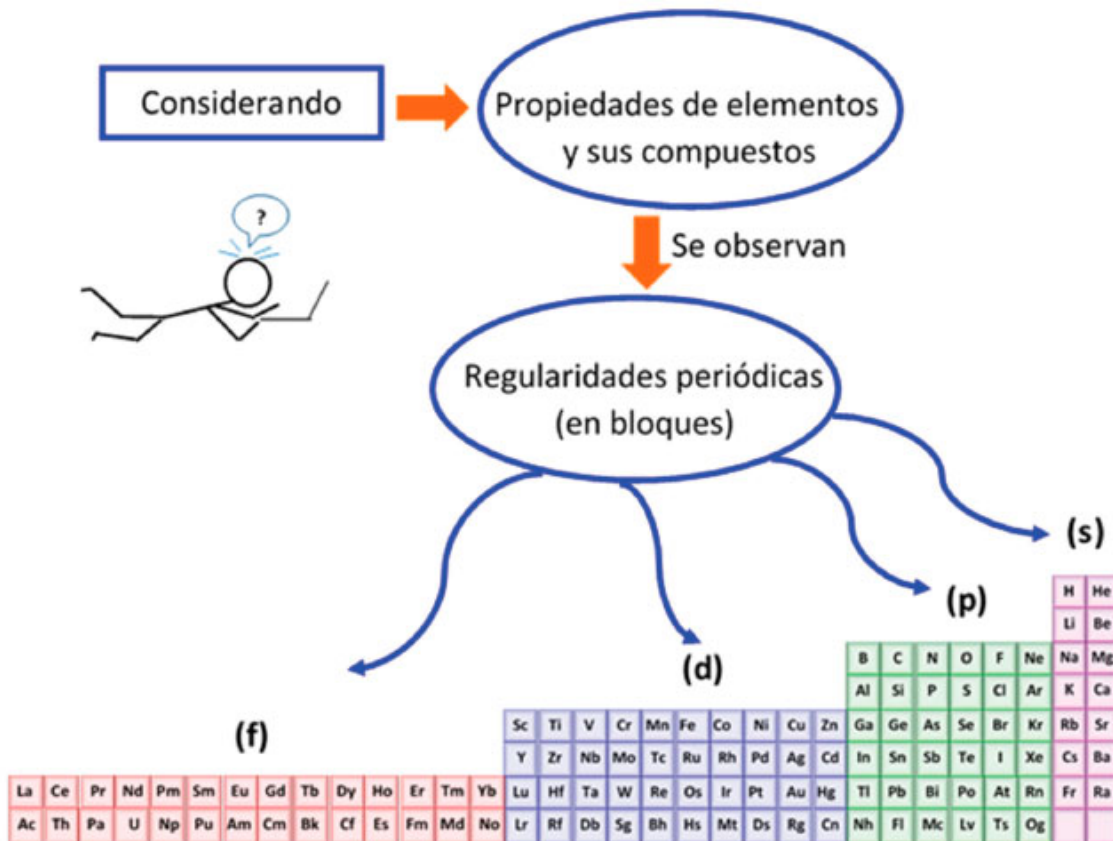 Considerando
Propiedades de elementos
y sus compuestos
?
Se observan
Regularidades periódicas
(en bloques)
(s)
(p)
(d)
(f)
H He
Li Be
B C N O F Ne Na Mg
Al Si P S Cl Ar K Ca
Sc Ti V Cr Mn Fe Co Ni Cu Zn Ga Ge As Se Br Kr Rb Sr
Y Zr Nb Mo Tc Ru Rh Pd Ag Cd In Sn Sb Te I Xe Cs Ba
La Ce Pr Nd Pm Sm Eu Gd Tb Dy Ho Er Tm Yb Lu Hf Ta W Re Os Ir Pt Au Hg Tl Pb Bi Po At Rn Fr Ra
Ac Th Pa U Np Pu Am Cm Bk Cf Es Fm Md No Lr Rf Db Sg Bh Hs Mt Ds Rg Cn Nh Fl Mc Lv Ts Og